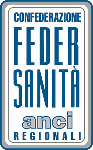 CONFEDERAZIONE
FEDER
SANITÀ
anci
REGIONALI